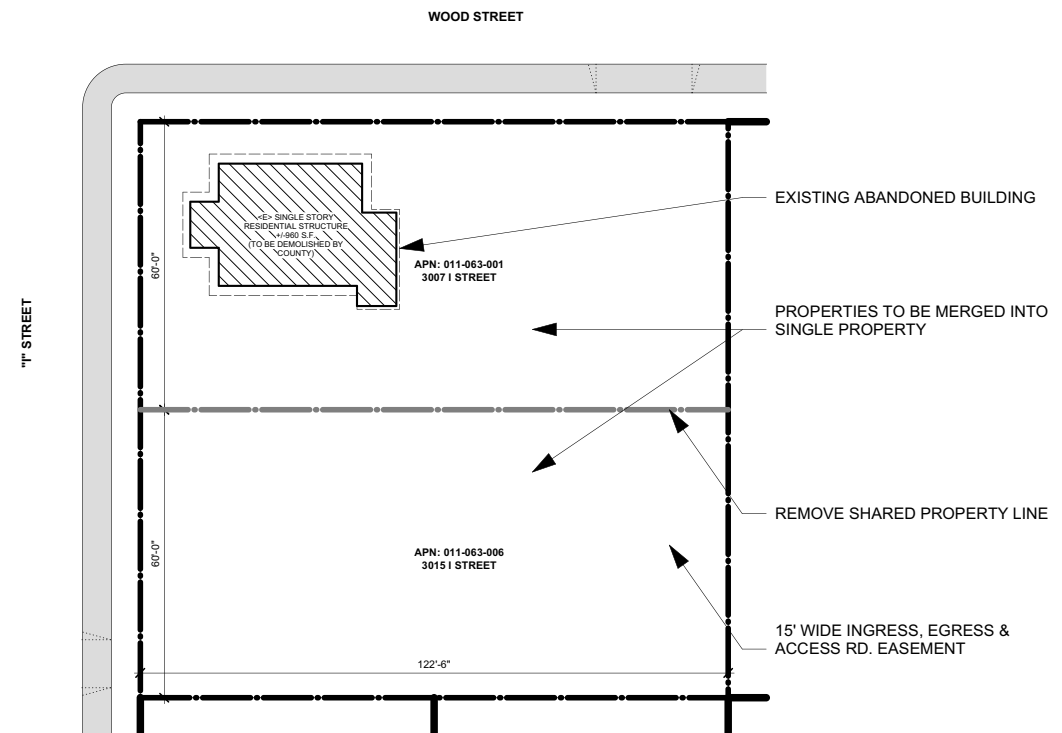 WOOD STREET
"I" STREET
<E> SINGLE STORY
RESIDENTIAL STRUCTURE
+/-960 S.F.
(TO BE DEMOLISHED BY
COUNTY)
EXISTING ABANDONED BUILDING
APN: 011-063-001
3007 I STREET
60'-0"
PROPERTIES TO BE MERGED INTO
SINGLE PROPERTY
REMOVE SHARED PROPERTY LINE
APN: 011-063-006
3015 I STREET
60'-0"
15' WIDE INGRESS, EGRESS &
ACCESS RD. EASEMENT
122'-6"